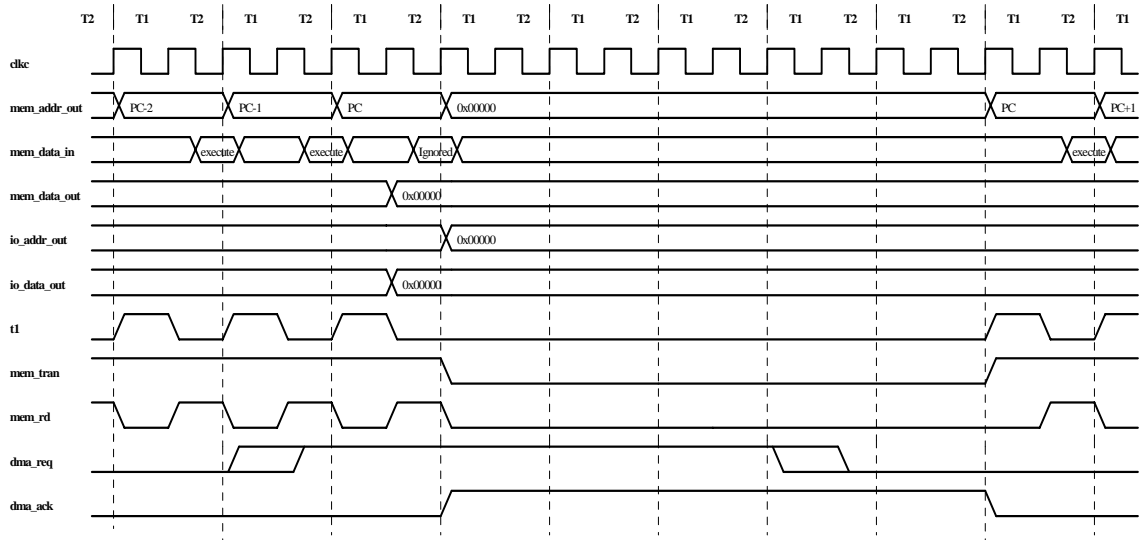 T2 T1 T2 T1 T2 T1 T2 T1 T2 T1 T2 T1 T2 T1 T2 T1 T2 T1 T2 T1
clkc
mem_addr_out PC-2 PC-1 PC 0x00000 PC PC+1
mem_data_in execute execute Ignored execute
mem_data_out 0x00000
io_addr_out 0x00000
io_data_out 0x00000
t1
mem_tran
mem_rd
dma_req
dma_ack